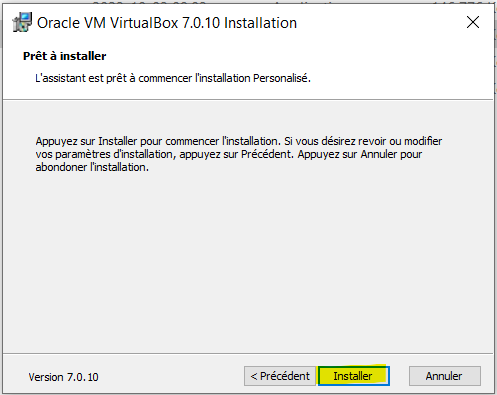 Oracle VM VirtualBox 7.0.10 Installation
Prêt à installer
L'assistant est prêt à commencer l'installation Personalisé.
Appuyez sur Installer pour commencer l'installation. Si vous désirez revoir ou modifier
vos paramètres d'installation, appuyez sur Précédent. Appuyez sur Annuler pour
abondoner l'installation.
Version 7.0.10
< Précédent
Installer
Annuler